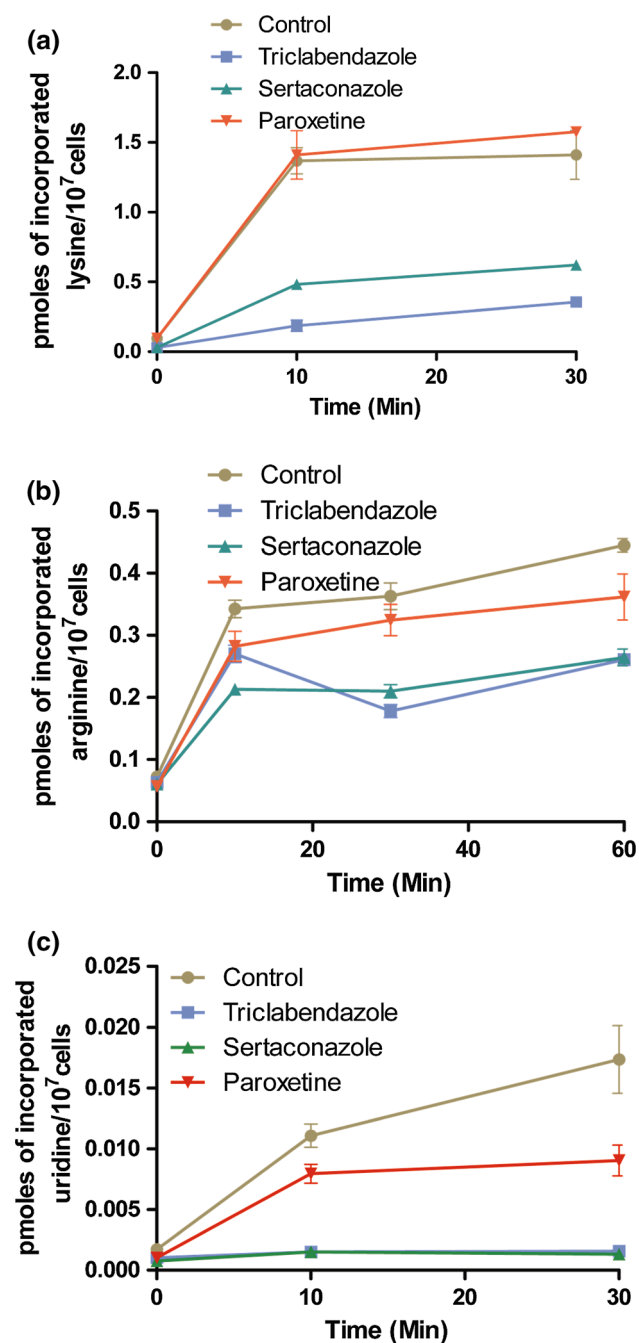 (a)
Control
Triclabendazole
Sertaconazole
Paroxetine
pmoles of incorporated
lysine/10⁷cells
2.0
1.5
1.0
0.5
0.0
0 10 20 30
Time (Min)
(b)
Control
Triclabendazole
Sertaconazole
Paroxetine
pmoles of incorporated
arginine/10⁷cells
0.5
0.4
0.3
0.2
0.1
0.0
0 20 40 60
Time (Min)
(c)
Control
Triclabendazole
Sertaconazole
Paroxetine
pmoles of incorporated
uridine/10⁷cells
0.025
0.020
0.015
0.010
0.005
0.000
0 10 30
Time (Min)